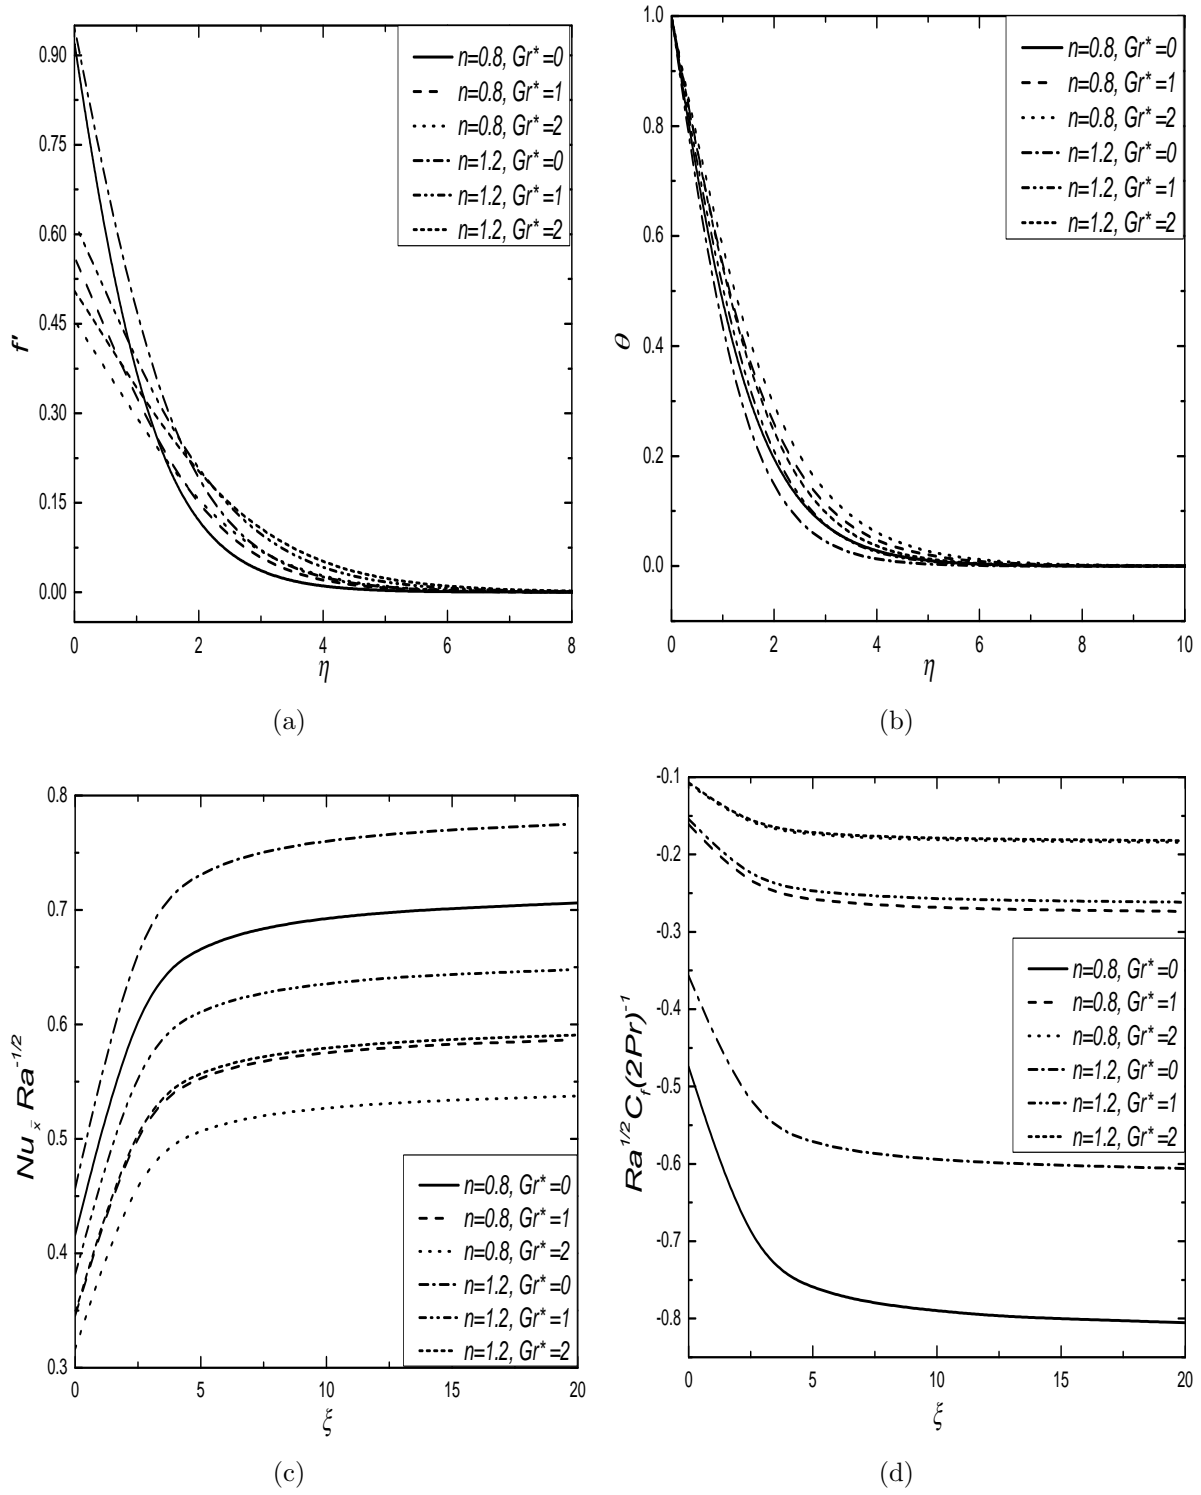 0.90
0.75
0.60
0.45
0.30
0.15
0.00
f'
0 2 4 6 8
η
n=0.8, Gr*=0
n=0.8, Gr*=1
n=0.8, Gr*=2
n=1.2, Gr*=0
n=1.2, Gr*=1
n=1.2, Gr*=2
(a)
1.0
0.8
0.6
0.4
0.2
0.0
θ
0 2 4 6 8 10
η
n=0.8, Gr*=0
n=0.8, Gr*=1
n=0.8, Gr*=2
n=1.2, Gr*=0
n=1.2, Gr*=1
n=1.2, Gr*=2
(b)
0.8
0.7
0.6
0.5
0.4
0.3
Nu_x̄ Ra^-1/2
0 5 10 15 20
ξ
n=0.8, Gr*=0
n=0.8, Gr*=1
n=0.8, Gr*=2
n=1.2, Gr*=0
n=1.2, Gr*=1
n=1.2, Gr*=2
(c)
-0.1
-0.2
-0.3
-0.4
-0.5
-0.6
-0.7
-0.8
Ra^1/2 C_f(2Pr)^-1
0 5 10 15 20
ξ
n=0.8, Gr*=0
n=0.8, Gr*=1
n=0.8, Gr*=2
n=1.2, Gr*=0
n=1.2, Gr*=1
n=1.2, Gr*=2
(d)